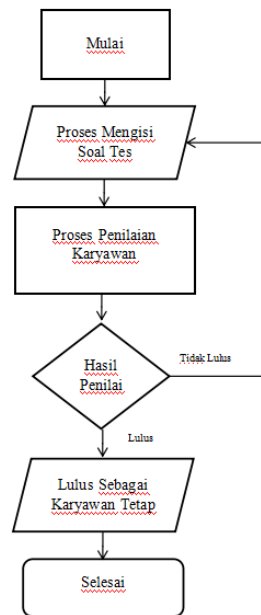 Mulai
Proses Mengisi
Soal Tes
Proses Penilaian
Karyawan
Hasil
Penilai
Tidak Lulus
Lulus
Lulus Sebagai
Karyawan Tetap
Selesai